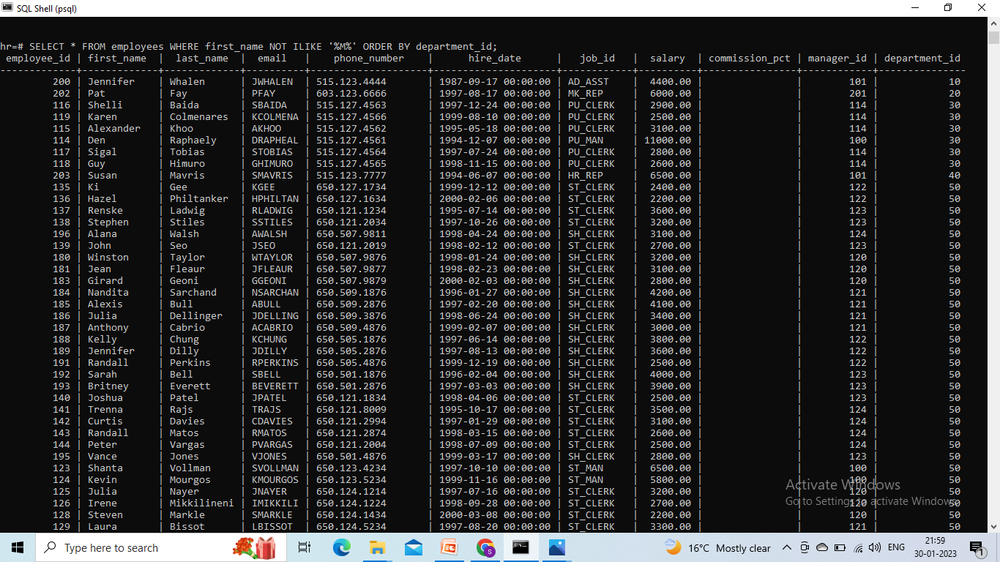 SQL Shell (psql)
hr=# SELECT * FROM employees WHERE first_name NOT ILIKE '%M%' ORDER BY department_id;
employee_id | first_name | last_name | email | phone_number | hire_date | job_id | salary | commission_pct | manager_id | department_id
-------------+------------+-------------+----------+--------------------+---------------------+------------+----------+----------------+------------+---------------
200 | Jennifer | Whalen | JWHALEN | 515.123.4444 | 1987-09-17 00:00:00 | AD_ASST | 4400.00 | | 101 | 10
202 | Pat | Fay | PFAY | 603.123.6666 | 1997-08-17 00:00:00 | MK_REP | 6000.00 | | 201 | 20
116 | Shelli | Baida | SBAIDA | 515.127.4563 | 1997-12-24 00:00:00 | PU_CLERK | 2900.00 | | 114 | 30
119 | Karen | Colmenares | KCOLMENA | 515.127.4566 | 1999-08-10 00:00:00 | PU_CLERK | 2500.00 | | 114 | 30
115 | Alexander | Khoo | AKHOO | 515.127.4562 | 1995-05-18 00:00:00 | PU_CLERK | 3100.00 | | 114 | 30
114 | Den | Raphaely | DRAPHEAL | 515.127.4561 | 1994-12-07 00:00:00 | PU_MAN | 11000.00 | | 100 | 30
117 | Sigal | Tobias | STOBIAS | 515.127.4564 | 1997-07-24 00:00:00 | PU_CLERK | 2800.00 | | 114 | 30
118 | Guy | Himuro | GHIMURO | 515.127.4565 | 1998-11-15 00:00:00 | PU_CLERK | 2600.00 | | 114 | 30
203 | Susan | Mavris | SMAVRIS | 515.123.7777 | 1994-06-07 00:00:00 | HR_REP | 6500.00 | | 101 | 40
135 | Ki | Gee | KGEE | 650.127.1734 | 1999-12-12 00:00:00 | ST_CLERK | 2400.00 | | 122 | 50
136 | Hazel | Philtanker | HPHILTAN | 650.127.1634 | 2000-02-06 00:00:00 | ST_CLERK | 2200.00 | | 122 | 50
137 | Renske | Ladwig | RLADWIG | 650.121.1234 | 1995-07-14 00:00:00 | ST_CLERK | 3600.00 | | 123 | 50
138 | Stephen | Stiles | SSTILES | 650.121.2034 | 1997-10-26 00:00:00 | ST_CLERK | 3200.00 | | 123 | 50
196 | Alana | Walsh | AWALSH | 650.507.9811 | 1998-04-24 00:00:00 | SH_CLERK | 3100.00 | | 124 | 50
139 | John | Seo | JSEO | 650.121.2019 | 1998-02-12 00:00:00 | ST_CLERK | 2700.00 | | 123 | 50
180 | Winston | Taylor | WTAYLOR | 650.507.9876 | 1998-01-24 00:00:00 | SH_CLERK | 3200.00 | | 120 | 50
181 | Jean | Fleaur | JFLEAUR | 650.507.9877 | 1998-02-23 00:00:00 | SH_CLERK | 3100.00 | | 120 | 50
183 | Girard | Geoni | GGEONI | 650.507.9879 | 2000-02-03 00:00:00 | SH_CLERK | 2800.00 | | 120 | 50
184 | Nandita | Sarchand | NSARCHAN | 650.509.1876 | 1996-01-27 00:00:00 | SH_CLERK | 4200.00 | | 121 | 50
185 | Alexis | Bull | ABULL | 650.509.2876 | 1997-02-20 00:00:00 | SH_CLERK | 4100.00 | | 121 | 50
186 | Julia | Dellinger | JDELLING | 650.509.3876 | 1998-06-24 00:00:00 | SH_CLERK | 3400.00 | | 121 | 50
187 | Anthony | Cabrio | ACABRIO | 650.509.4876 | 1999-02-07 00:00:00 | SH_CLERK | 3000.00 | | 121 | 50
188 | Kelly | Chung | KCHUNG | 650.505.1876 | 1997-06-14 00:00:00 | SH_CLERK | 3800.00 | | 122 | 50
189 | Jennifer | Dilly | JDILLY | 650.505.2876 | 1997-08-13 00:00:00 | SH_CLERK | 3600.00 | | 122 | 50
191 | Randall | Perkins | RPERKINS | 650.505.4876 | 1999-12-19 00:00:00 | SH_CLERK | 2500.00 | | 122 | 50
192 | Sarah | Bell | SBELL | 650.501.1876 | 1996-02-04 00:00:00 | SH_CLERK | 4000.00 | | 123 | 50
193 | Britney | Everett | BEVERETT | 650.501.2876 | 1997-03-03 00:00:00 | SH_CLERK | 3900.00 | | 123 | 50
140 | Joshua | Patel | JPATEL | 650.121.1834 | 1998-04-06 00:00:00 | ST_CLERK | 2500.00 | | 123 | 50
141 | Trenna | Rajs | TRAJS | 650.121.8009 | 1995-10-17 00:00:00 | ST_CLERK | 3500.00 | | 124 | 50
142 | Curtis | Davies | CDAVIES | 650.121.2994 | 1997-01-29 00:00:00 | ST_CLERK | 3100.00 | | 124 | 50
143 | Randall | Matos | RMATOS | 650.121.2874 | 1998-03-15 00:00:00 | ST_CLERK | 2600.00 | | 124 | 50
144 | Peter | Vargas | PVARGAS | 650.121.2004 | 1998-07-09 00:00:00 | ST_CLERK | 2500.00 | | 124 | 50
195 | Vance | Jones | VJONES | 650.501.4876 | 1999-03-17 00:00:00 | SH_CLERK | 2800.00 | | 123 | 50
123 | Shanta | Vollman | SVOLLMAN | 650.123.4234 | 1997-10-10 00:00:00 | ST_MAN | 6500.00 | | 100 | 50
124 | Kevin | Mourgos | KMOURGOS | 650.123.5234 | 1999-11-16 00:00:00 | ST_MAN | 5800.00 | | 100 | 50
125 | Julia | Nayer | JNAYER | 650.124.1214 | 1997-07-16 00:00:00 | ST_CLERK | 3200.00 | | 120 | 50
126 | Irene | Mikkilineni | IMIKKILI | 650.124.1224 | 1998-09-28 00:00:00 | ST_CLERK | 2700.00 | | 120 | 50
128 | Steven | Markle | SMARKLE | 650.124.1434 | 2000-03-08 00:00:00 | ST_CLERK | 2200.00 | | 120 | 50
129 | Laura | Bissot | LBISSOT | 650.124.5234 | 1997-08-20 00:00:00 | ST_CLERK | 3300.00 | | 121 | 50
Activate Windows
Go to Settings to activate Windows.
Type here to search
16°C Mostly clear
ENG
21:59
30-01-2023
1